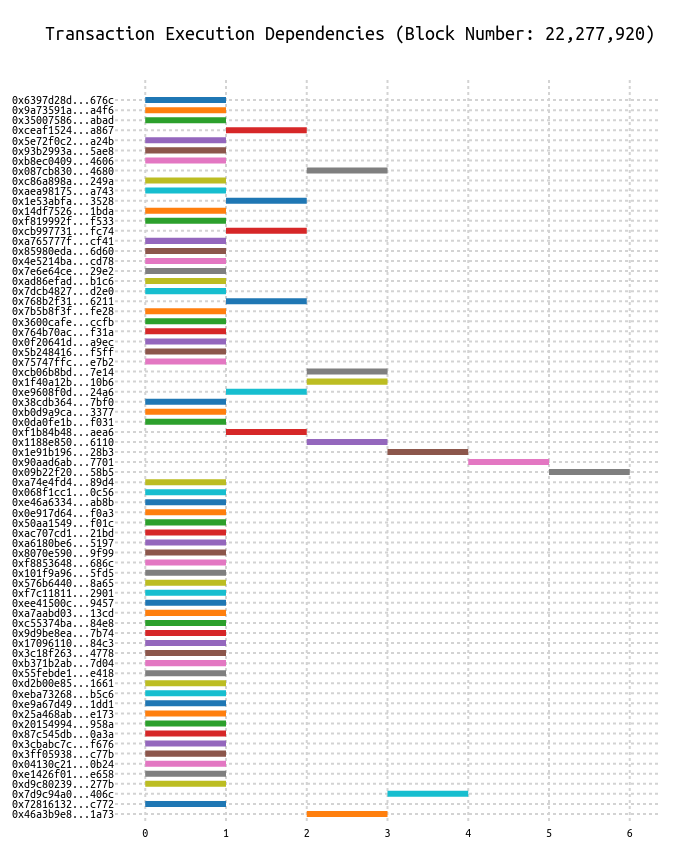 Transaction Execution Dependencies (Block Number: 22,277,920)
0x6397d28d...676c
0x9a73591a...a4f6
0x35007586...abad
0xceaf1524...a867
0x5e72f0c2...a24b
0x93b2993a...5ae8
0xb8ec0409...4606
0x087cb830...4680
0xc86a898a...249a
0xaea98175...a743
0x1e53abfa...3528
0x14df7526...1bda
0xf819992f...f533
0xcb997731...fc74
0xa765777f...cf41
0x85980eda...6d60
0x4e5214ba...cd78
0x7e6e64ce...29e2
0xad86efad...b1c6
0x7dcb4827...d2e0
0x768b2f31...6211
0x7b5b8f3f...fe28
0x3600cafe...ccfb
0x764b70ac...f31a
0x0f20641d...a9ec
0x5b248416...f5ff
0x75747ffc...e7b2
0xcb06b8bd...7e14
0x1f40a12b...10b6
0xe9608f0d...24a6
0x38cdb364...7bf0
0xb0d9a9ca...3377
0x0da0fe1b...f031
0xf1b84b48...aea6
0x1188e850...6110
0x1e91b196...28b3
0x90aad6ab...7701
0x09b22f20...58b5
0xa74e4fd4...89d4
0x068f1cc1...0c56
0xe46a6334...ab8b
0x0e917d64...f0a3
0x50aa1549...f01c
0xac707cd1...21bd
0xa6180be6...5197
0x8070e590...9f99
0xf8853648...686c
0x101f9a96...5fd5
0x576b6440...8a65
0xf7c11811...2901
0xee41500c...9457
0xa7aabd03...13cd
0xc55374ba...84e8
0x9d9be8ea...7b74
0x17096110...84c3
0x3c18f263...4778
0xb371b2ab...7d04
0x55febde1...e418
0xd2b00e85...1661
0xeba73268...b5c6
0xe9a67d49...1dd1
0x25a468ab...e173
0x20154994...958a
0x87c545db...0a3a
0x3cbabc7c...f676
0x3ff05938...c77b
0x04130c21...0b24
0xe1426f01...e658
0xd9c80239...277b
0x7d9c94a0...406c
0x72816132...c772
0x46a3b9e8...1a73
0 1 2 3 4 5 6